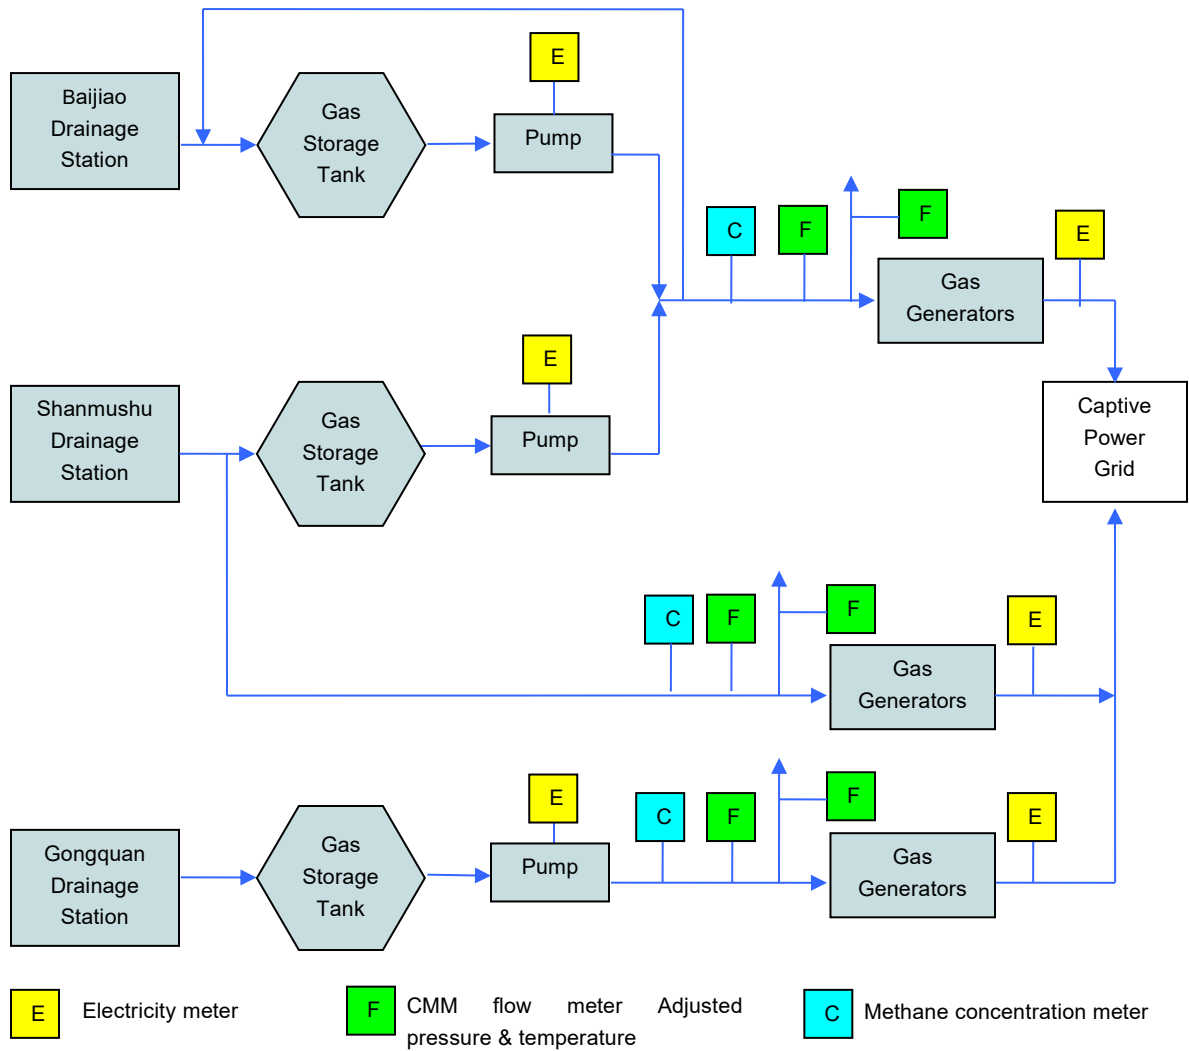 E
Baijiao
Drainage
Station
Gas
Storage
Tank
Pump
C
F
F
E
Gas
Generators
E
Shanmushu
Drainage
Station
Gas
Storage
Tank
Pump
Captive
Power
Grid
C
F
F
E
Gas
Generators
E
C
F
F
E
Gongquan
Drainage
Station
Gas
Storage
Tank
Pump
Gas
Generators
E Electricity meter
F CMM flow meter Adjusted
pressure & temperature
C Methane concentration meter